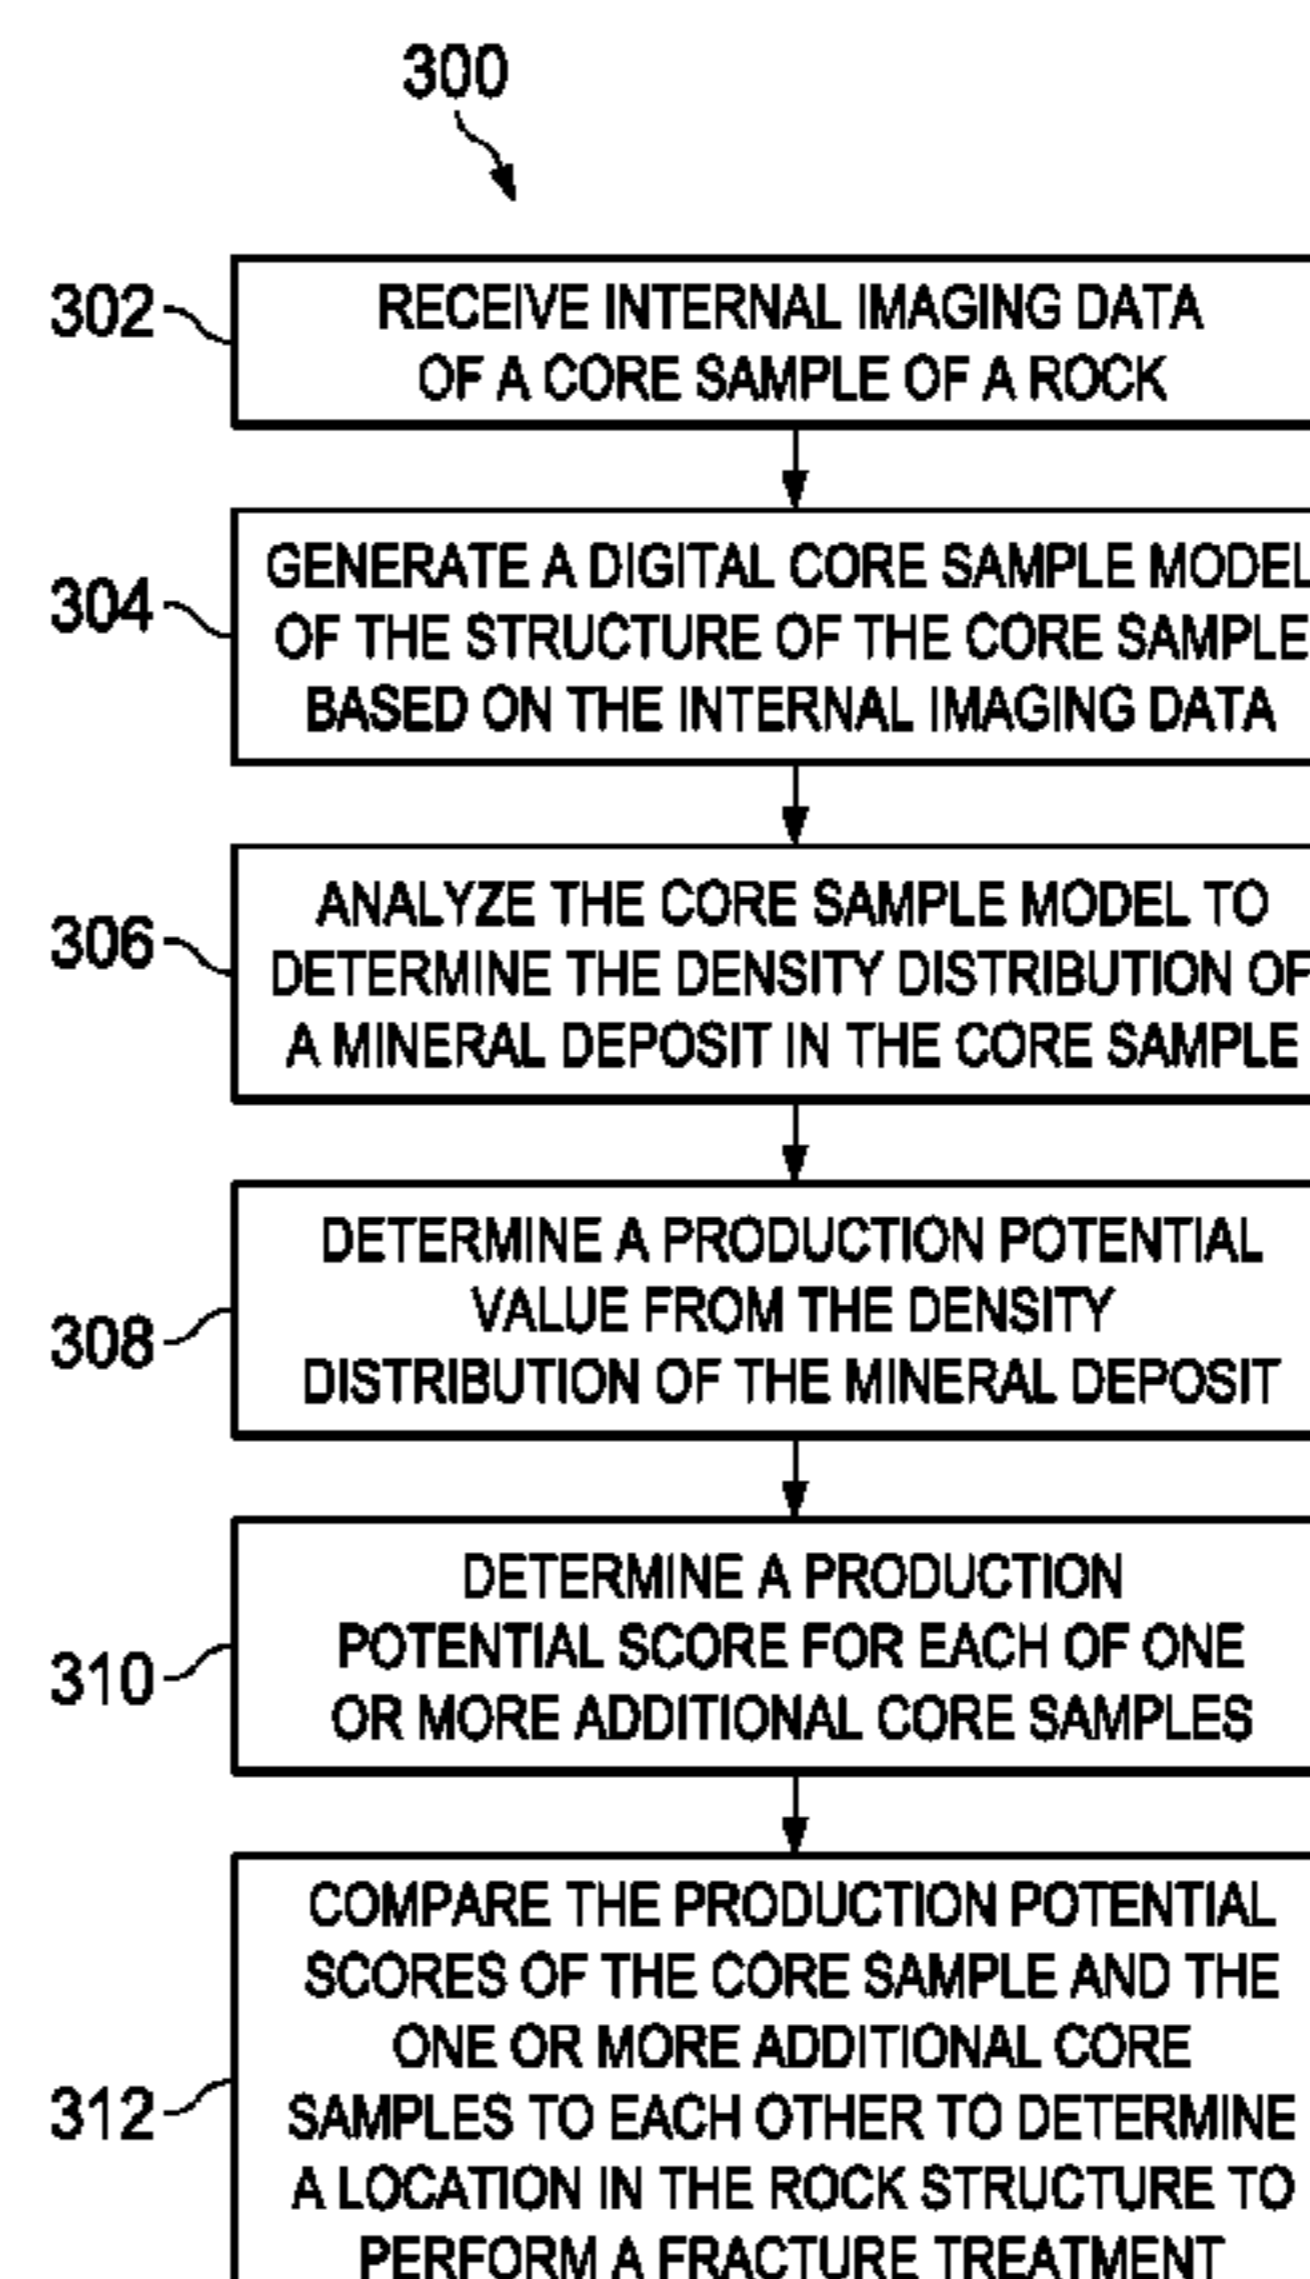 300
302
RECEIVE INTERNAL IMAGING DATA
OF A CORE SAMPLE OF A ROCK
304
GENERATE A DIGITAL CORE SAMPLE MODEL
OF THE STRUCTURE OF THE CORE SAMPLE
BASED ON THE INTERNAL IMAGING DATA
306
ANALYZE THE CORE SAMPLE MODEL TO
DETERMINE THE DENSITY DISTRIBUTION OF
A MINERAL DEPOSIT IN THE CORE SAMPLE
308
DETERMINE A PRODUCTION POTENTIAL
VALUE FROM THE DENSITY
DISTRIBUTION OF THE MINERAL DEPOSIT
310
DETERMINE A PRODUCTION
POTENTIAL SCORE FOR EACH OF ONE
OR MORE ADDITIONAL CORE SAMPLES
312
COMPARE THE PRODUCTION POTENTIAL
SCORES OF THE CORE SAMPLE AND THE
ONE OR MORE ADDITIONAL CORE
SAMPLES TO EACH OTHER TO DETERMINE
A LOCATION IN THE ROCK STRUCTURE TO
PERFORM A FRACTURE TREATMENT